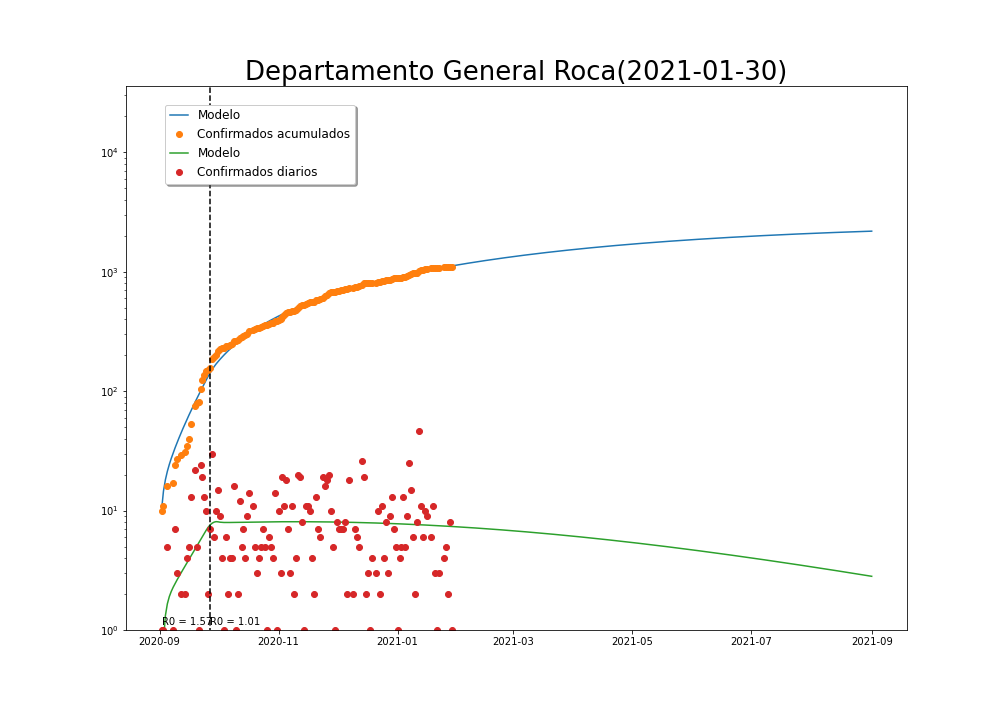 Departamento General Roca(2021-01-30)
Modelo
Confirmados acumulados
Modelo
Confirmados diarios
10⁴
10³
10²
10¹
10⁰
R0 = 1.57
R0 = 1.01
2020-09
2020-11
2021-01
2021-03
2021-05
2021-07
2021-09